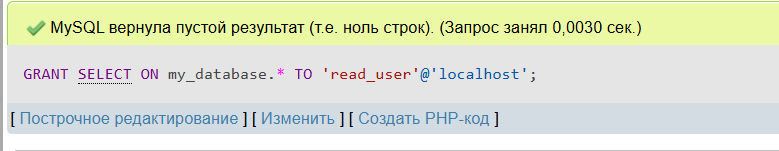 MySQL вернула пустой результат (т.е. ноль строк). (Запрос занял 0,0030 сек.)
GRANT SELECT ON my_database.* TO 'read_user'@'localhost';
[ Построчное редактирование ] [ Изменить ] [ Создать PHP-код ]